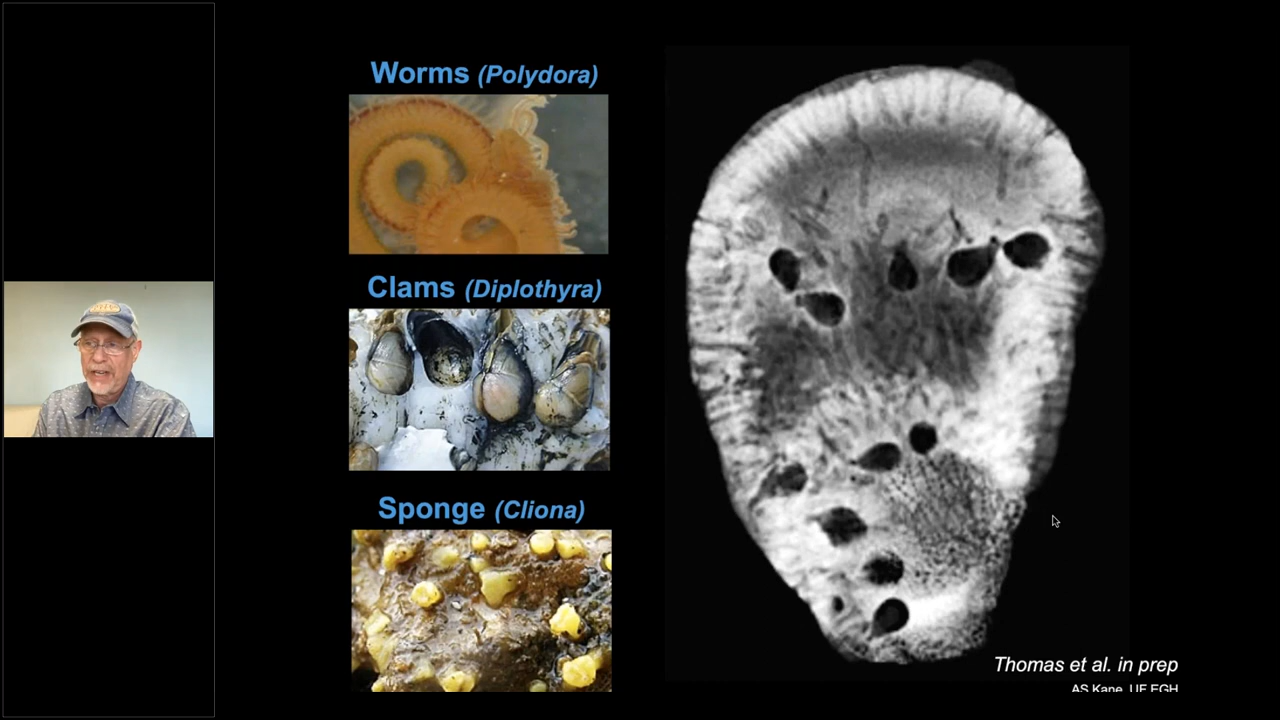 Worms (Polydora)
Clams (Diplothyra)
Sponge (Cliona)
Thomas et al. in prep
AS Kane, UF EGH